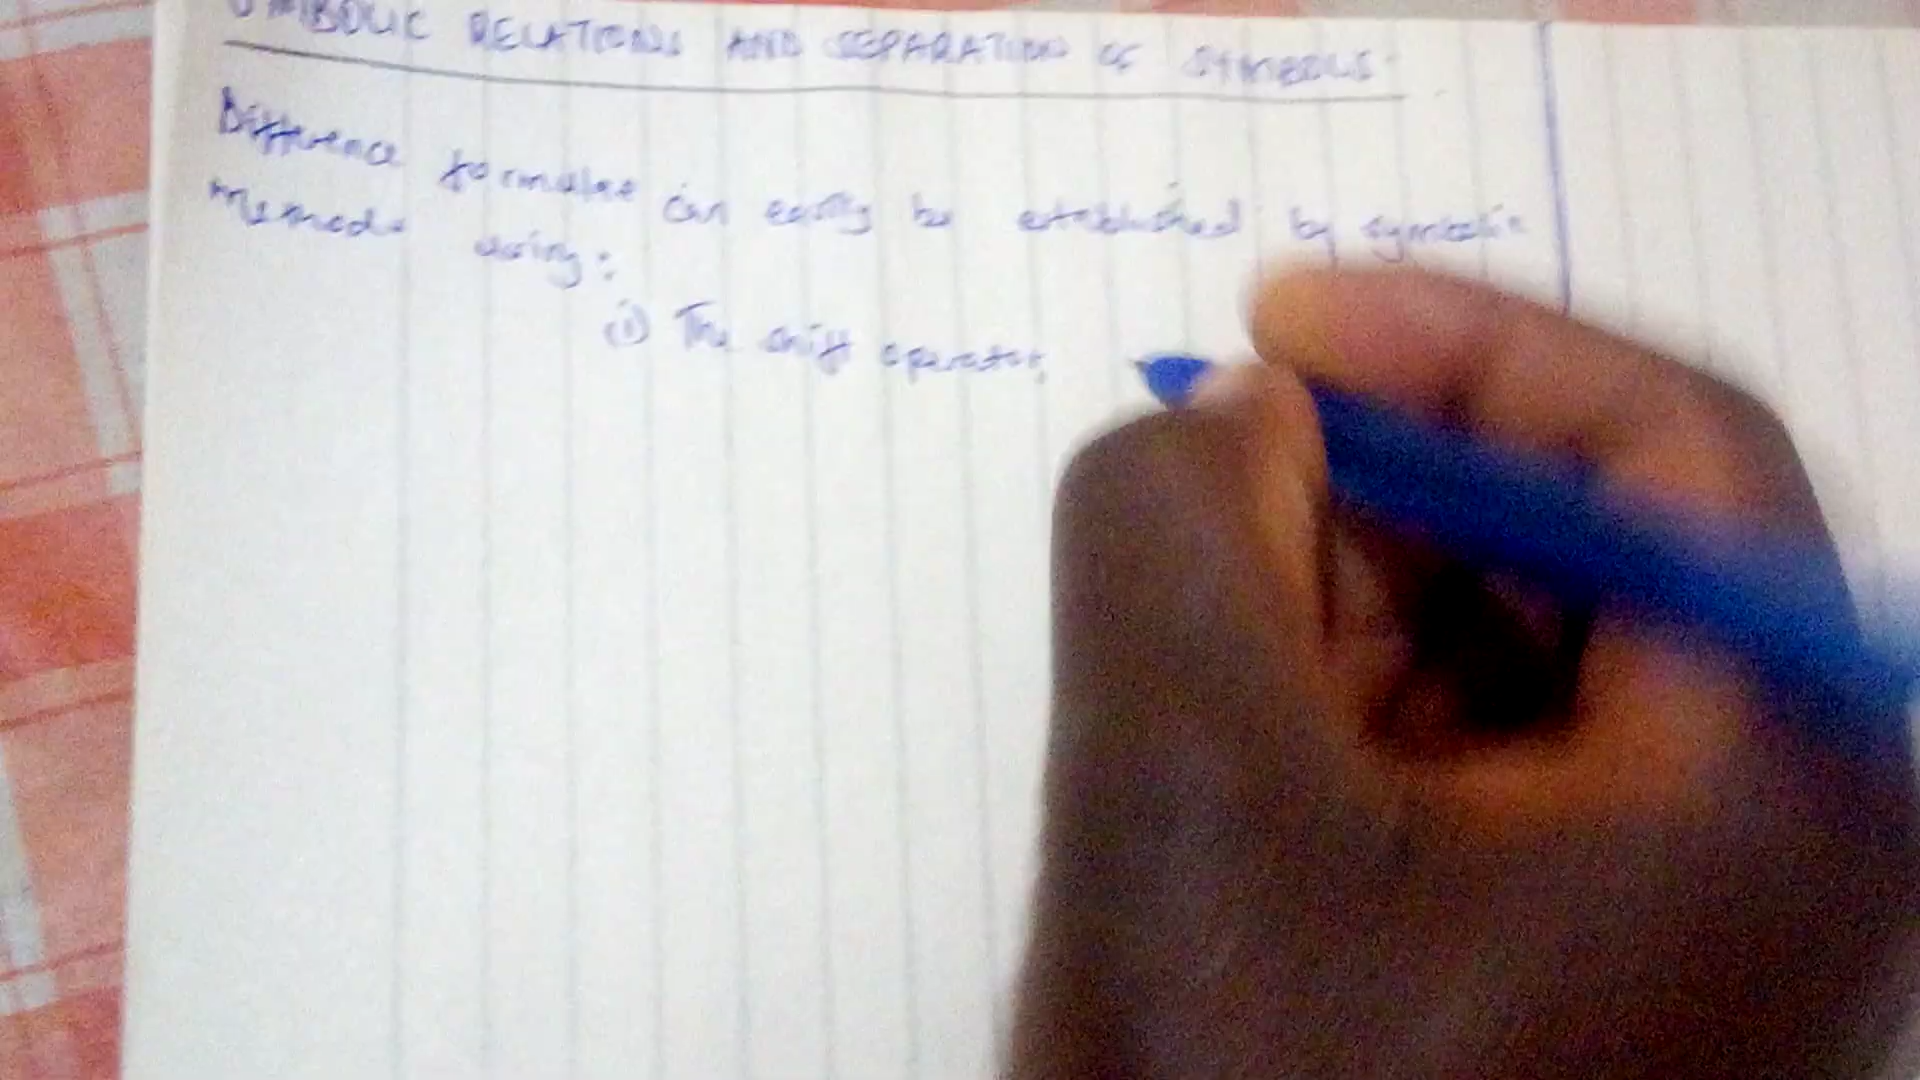 SYMBOLIC RELATIONS AND SEPARATION OF SYMBOLS.
Difference formulae can easily be established by symbolic
methods using:
(i) The shift operator,